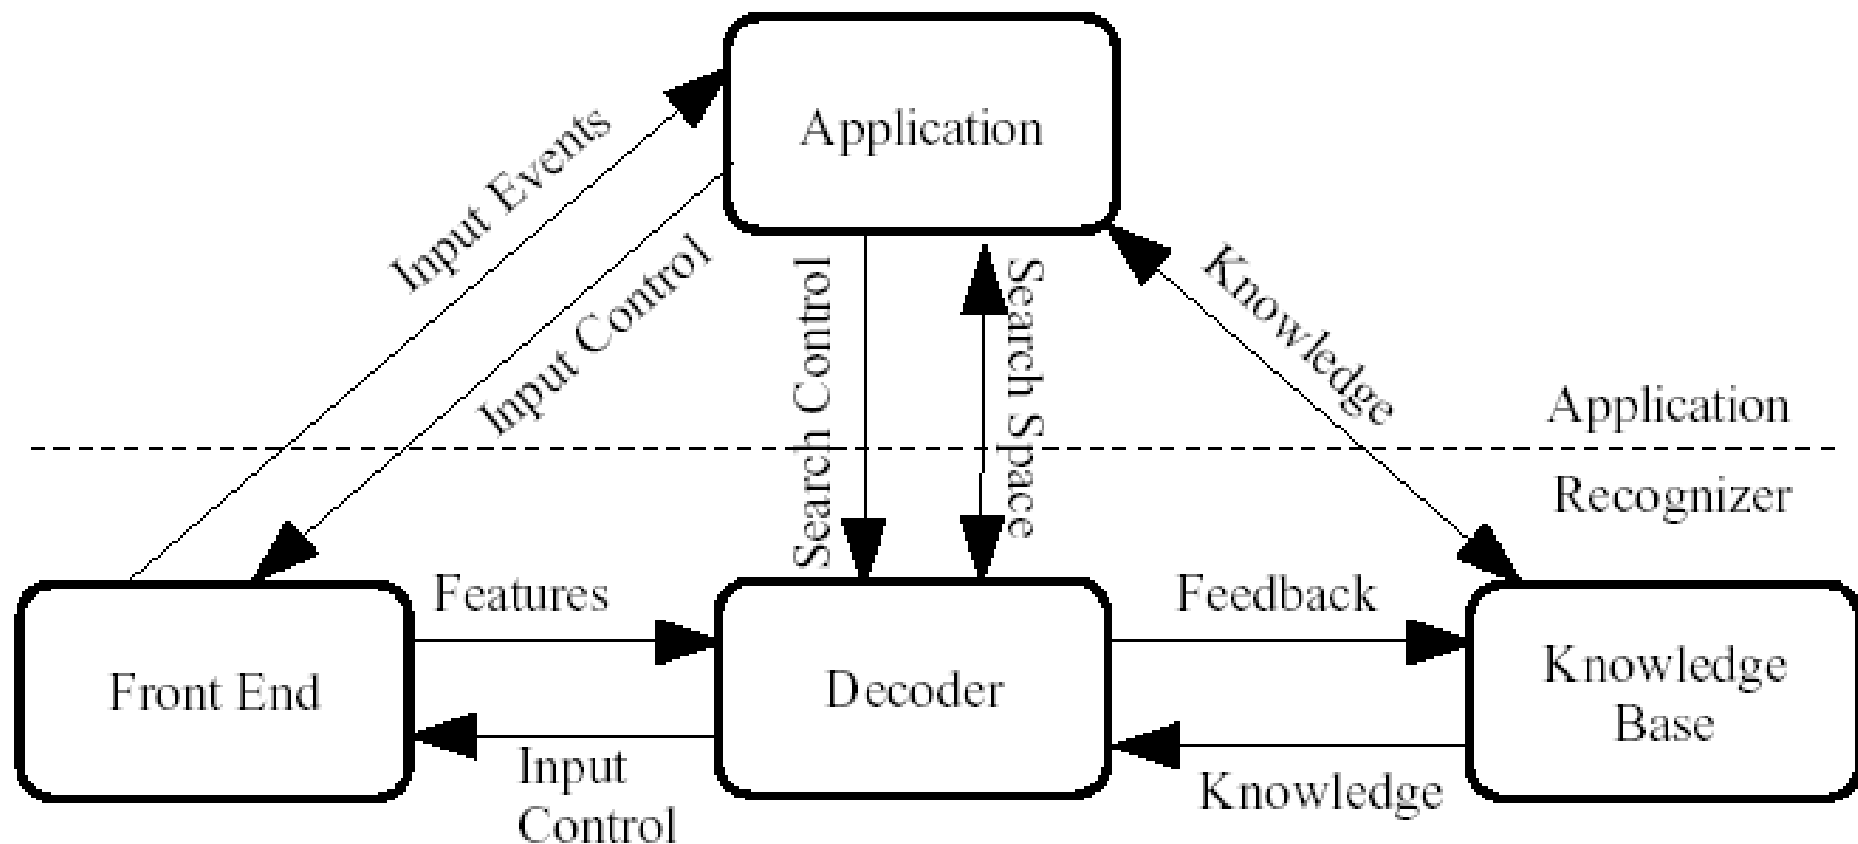 Application
Input Events
Input Control
Search Control
Search Space
Knowledge
Application
Recognizer
Features
Feedback
Front End
Decoder
Knowledge
Base
Input
Control
Knowledge